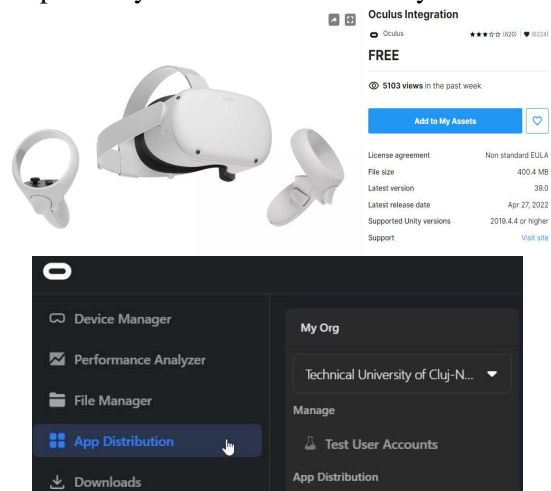 Oculus Integration
Oculus
(620) | (6224)
FREE
5103 views in the past week
Add to My Assets
License agreement Non standard EULA
File size 400.4 MB
Latest version 39.0
Latest release date Apr 27, 2022
Supported Unity versions 2019.4.4 or higher
Support Visit site
Device Manager
Performance Analyzer
File Manager
App Distribution
Downloads
My Org
Technical University of Cluj-N...
Manage
Test User Accounts
App Distribution